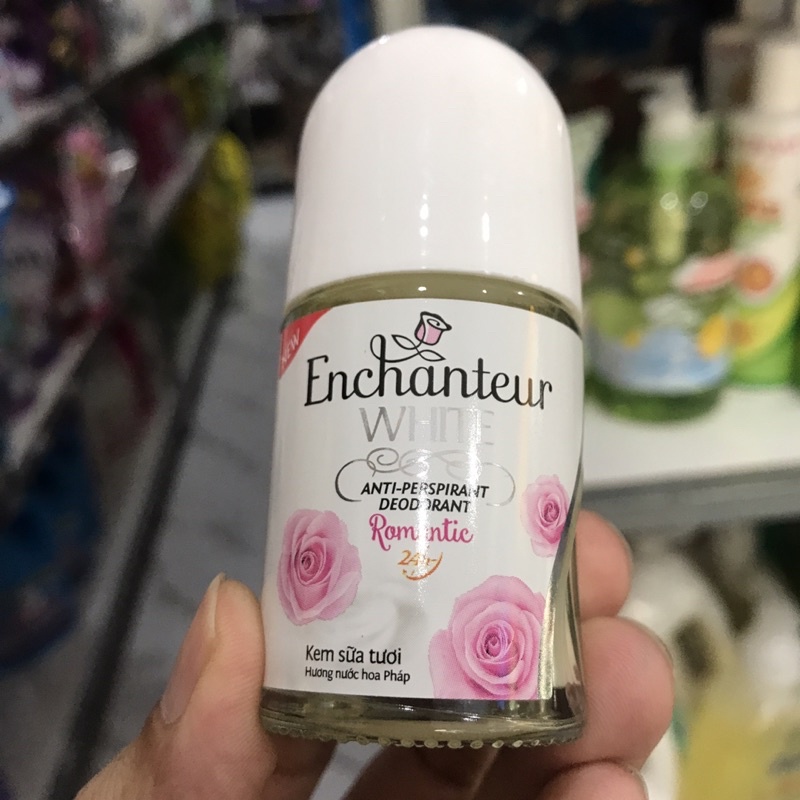 NEW
Enchanteur
WHITE
ANTI-PERSPIRANT
DEODORANT
Romantic
24H
Kem sữa tươi
Hương nước hoa Pháp